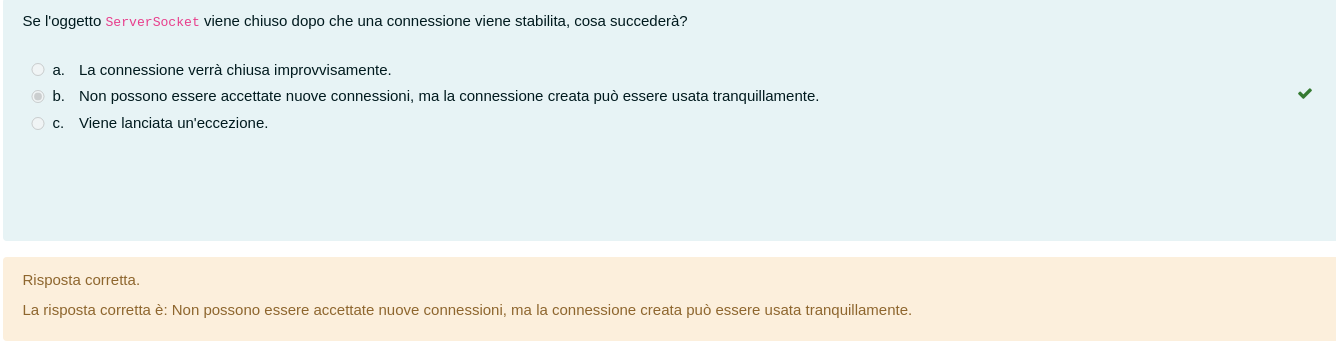 Se l'oggetto ServerSocket viene chiuso dopo che una connessione viene stabilita, cosa succederà?
a. La connessione verrà chiusa improvvisamente.
b. Non possono essere accettate nuove connessioni, ma la connessione creata può essere usata tranquillamente.
c. Viene lanciata un'eccezione.
Risposta corretta.
La risposta corretta è: Non possono essere accettate nuove connessioni, ma la connessione creata può essere usata tranquillamente.